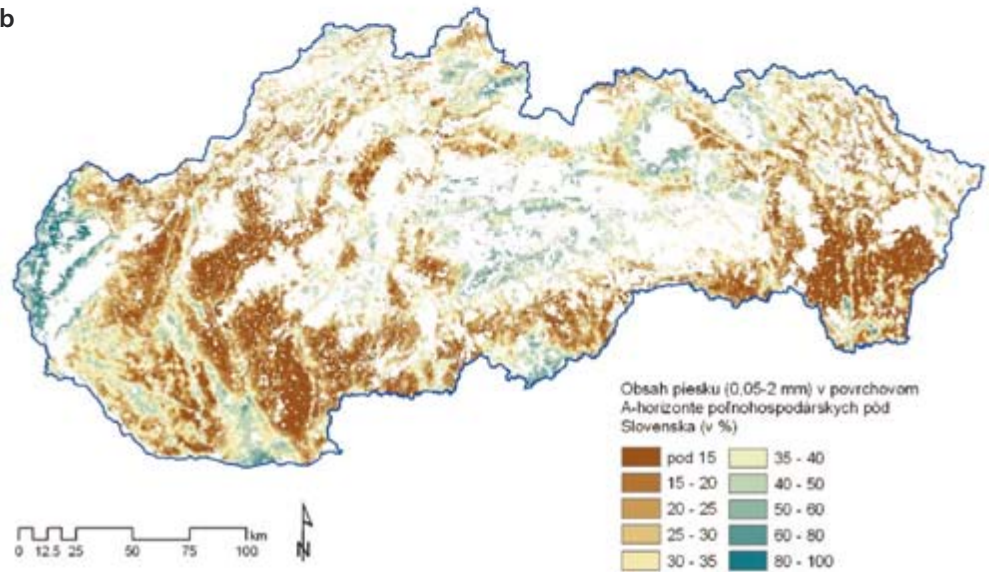 b
Obsah piesku (0,05-2 mm) v povrchovom
A-horizonte poľnohospodárskych pôd
Slovenska (v %)
pod 15
15 - 20
20 - 25
25 - 30
30 - 35
35 - 40
40 - 50
50 - 60
60 - 80
80 - 100
0 12.5 25 50 75 100 km
N